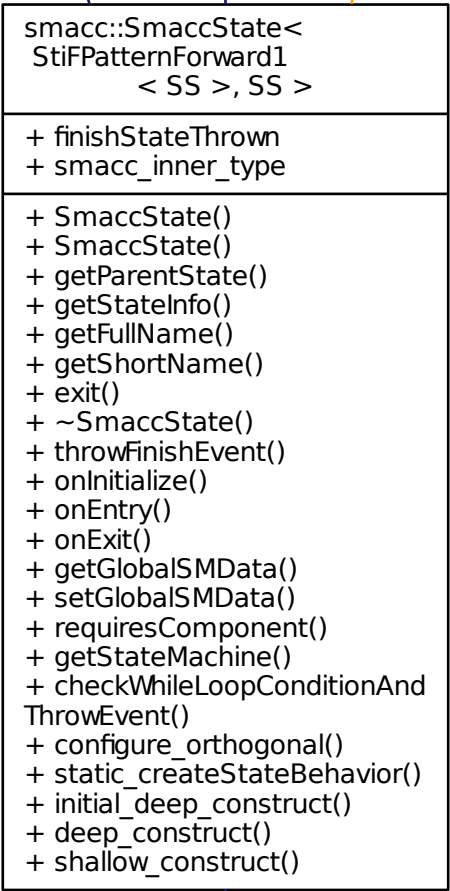 smacc::SmaccState<
StiFPatternForward1
< SS >, SS >
+ finishStateThrown
+ smacc_inner_type
+ SmaccState()
+ SmaccState()
+ getParentState()
+ getStateInfo()
+ getFullName()
+ getShortName()
+ exit()
+ ~SmaccState()
+ throwFinishEvent()
+ onInitialize()
+ onEntry()
+ onExit()
+ getGlobalSMData()
+ setGlobalSMData()
+ requiresComponent()
+ getStateMachine()
+ checkWhileLoopConditionAnd
ThrowEvent()
+ configure_orthogonal()
+ static_createStateBehavior()
+ initial_deep_construct()
+ deep_construct()
+ shallow_construct()